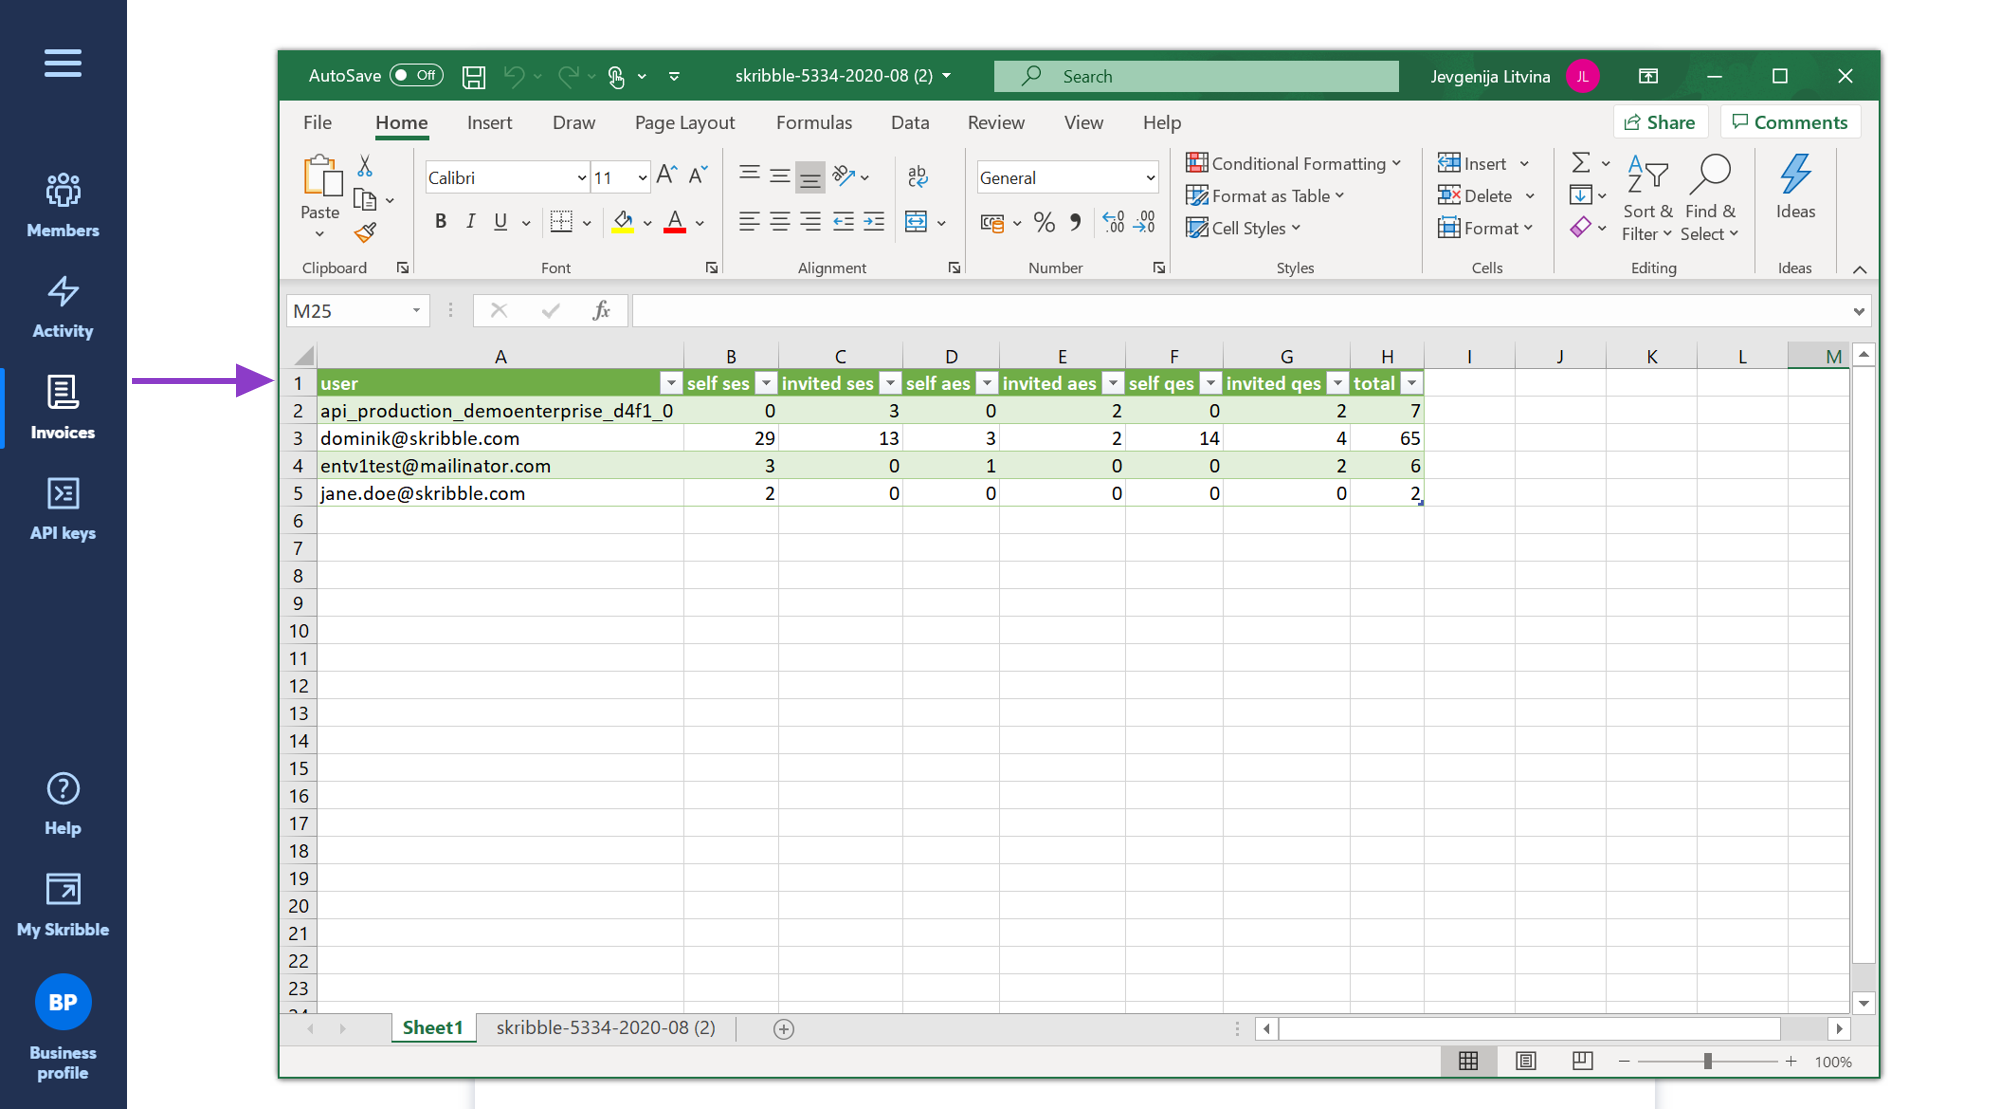 AutoSave Off skribble-5334-2020-08 (2) Search Jevgenija Litvina JL
File Home Insert Draw Page Layout Formulas Data Review View Help Share Comments
Paste
Clipboard
Calibri 11
B I U A
Font
ab
Alignment
General
%
Number
Conditional Formatting
Format as Table
Cell Styles
Styles
Insert
Delete
Format
Cells
Sort & Filter
Find & Select
Editing
Ideas
Ideas
M25 fx
A B C D E F G H I J K L M
1 user self ses invited ses self aes invited aes self qes invited qes total
2 api_production_demoenterprise_d4f1_0 0 3 0 2 0 2 7
3 dominik@skribble.com 29 13 3 2 14 4 65
4 entv1test@mailinator.com 3 0 1 0 0 2 6
5 jane.doe@skribble.com 2 0 0 0 0 0 2
6
7
8
9
10
11
12
13
14
15
16
17
18
19
20
21
22
23
Sheet1 skribble-5334-2020-08 (2)
100%
Members
Activity
Invoices
API keys
Help
My Skribble
BP
Business
profile